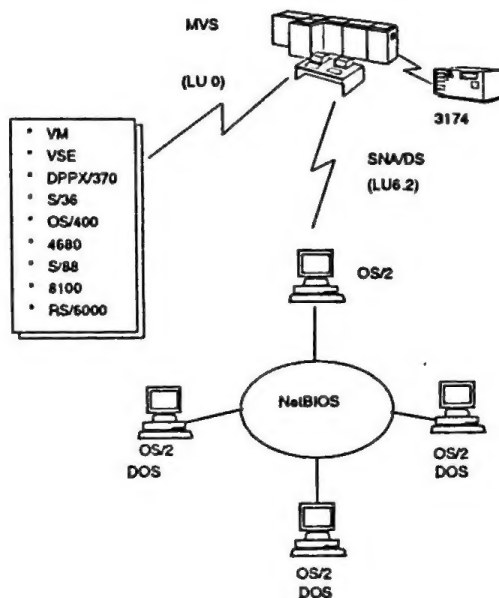 MVS
(LU 0)
3174
• VM
• VSE
• DPPX/370
• S/36
• OS/400
• 4680
• S/88
• 8100
• RS/6000
SNA/DS
(LU6.2)
OS/2
NetBIOS
OS/2
DOS
OS/2
DOS
OS/2
DOS